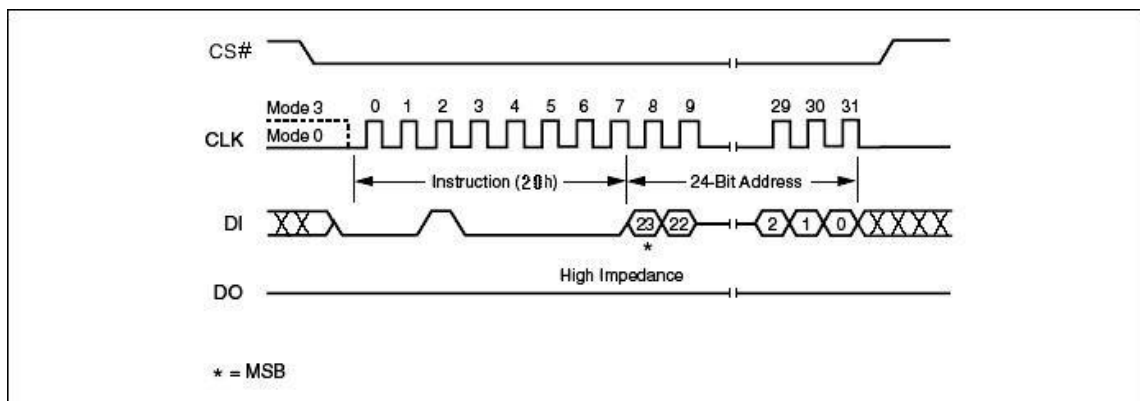 CS#
Mode 3 0 1 2 3 4 5 6 7 8 9 29 30 31
CLK Mode 0
Instruction (20h) 24-Bit Address
DI 23 22 2 1 0
*
High Impedance
DO
* = MSB